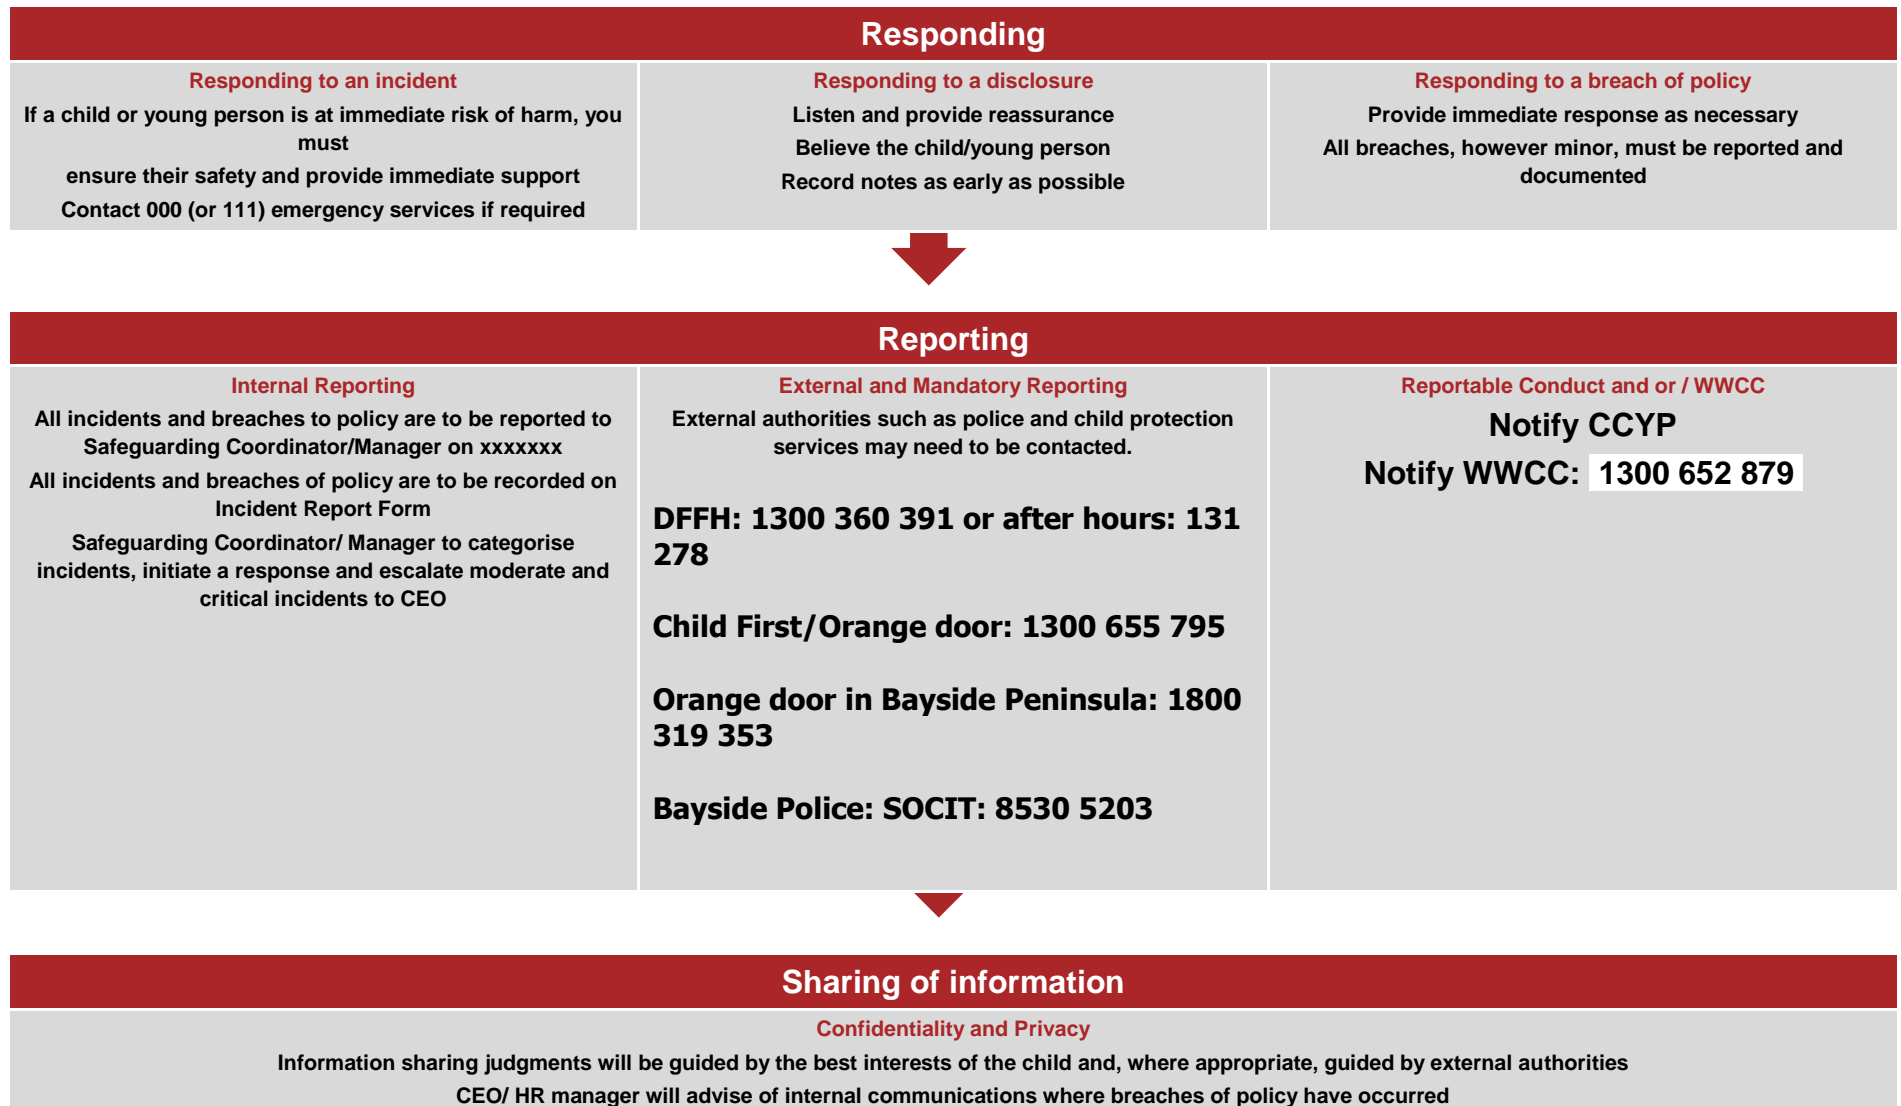 Responding
Responding to an incident
If a child or young person is at immediate risk of harm, you
must
ensure their safety and provide immediate support
Contact 000 (or 111) emergency services if required
Responding to a disclosure
Listen and provide reassurance
Believe the child/young person
Record notes as early as possible
Responding to a breach of policy
Provide immediate response as necessary
All breaches, however minor, must be reported and
documented
Reporting
Internal Reporting
All incidents and breaches to policy are to be reported to
Safeguarding Coordinator/Manager on xxxxxxx
All incidents and breaches of policy are to be recorded on
Incident Report Form
Safeguarding Coordinator/ Manager to categorise
incidents, initiate a response and escalate moderate and
critical incidents to CEO
External and Mandatory Reporting
External authorities such as police and child protection
services may need to be contacted.
DFFH: 1300 360 391 or after hours: 131
278
Child First/Orange door: 1300 655 795
Orange door in Bayside Peninsula: 1800
319 353
Bayside Police: SOCIT: 8530 5203
Reportable Conduct and or / WWCC
Notify CCYP
Notify WWCC: 1300 652 879
Sharing of information
Confidentiality and Privacy
Information sharing judgments will be guided by the best interests of the child and, where appropriate, guided by external authorities
CEO/ HR manager will advise of internal communications where breaches of policy have occurred